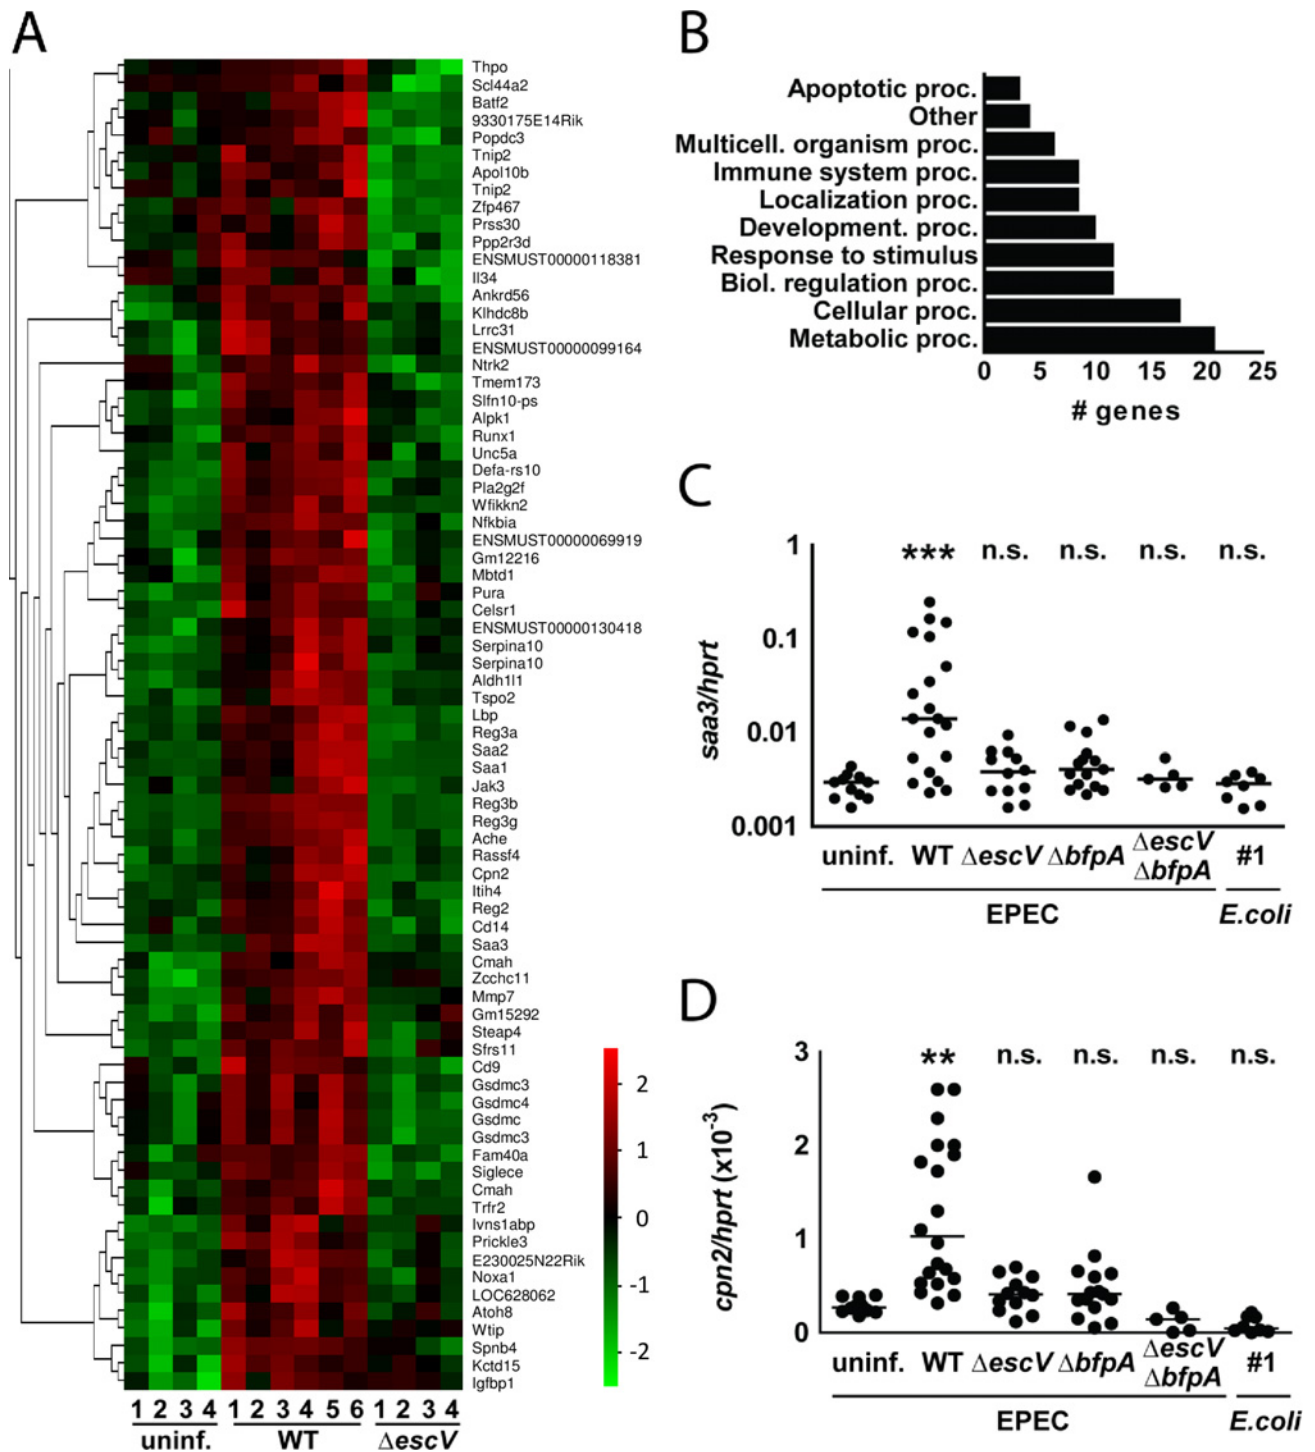 A
Thpo
Scl44a2
Batf2
9330175E14Rik
Popdc3
Tnip2
Apol10b
Tnip2
Zfp467
Prss30
Ppp2r3d
ENSMUST00000118381
Il34
Ankrd56
Klhdc8b
Lrrc31
ENSMUST00000099164
Ntrk2
Tmem173
Slfn10-ps
Alpk1
Runx1
Unc5a
Defa-rs10
Pla2g2f
Wfikkn2
Nfkbia
ENSMUST00000069919
Gm12216
Mbtd1
Pura
Celsr1
ENSMUST00000130418
Serpina10
Serpina10
Aldh1l1
Tspo2
Lbp
Reg3a
Saa2
Saa1
Jak3
Reg3b
Reg3g
Ache
Rassf4
Cpn2
Itih4
Reg2
Cd14
Saa3
Cmah
Zcchc11
Mmp7
Gm15292
Steap4
Sfrs11
Cd9
Gsdmc3
Gsdmc4
Gsdmc
Gsdmc3
Fam40a
Siglece
Cmah
Trfr2
Ivns1abp
Prickle3
E230025N22Rik
Noxa1
LOC628062
Atoh8
Wtip
Spnb4
Kctd15
Igfbp1
2
1
0
-1
-2
1 2 3 4 1 2 3 4 5 6 1 2 3 4
uninf. WT ΔescV
B
Apoptotic proc.
Other
Multicell. organism proc.
Immune system proc.
Localization proc.
Development. proc.
Response to stimulus
Biol. regulation proc.
Cellular proc.
Metabolic proc.
0 5 10 15 20 25
# genes
C
saa3/hprt
1
0.1
0.01
0.001
*** n.s. n.s. n.s. n.s.
uninf. WT ΔescV ΔbfpA ΔescV ΔbfpA #1
EPEC E.coli
D
cpn2/hprt (x10-3)
3
2
1
0
** n.s. n.s. n.s. n.s.
uninf. WT ΔescV ΔbfpA ΔescV ΔbfpA #1
EPEC E.coli